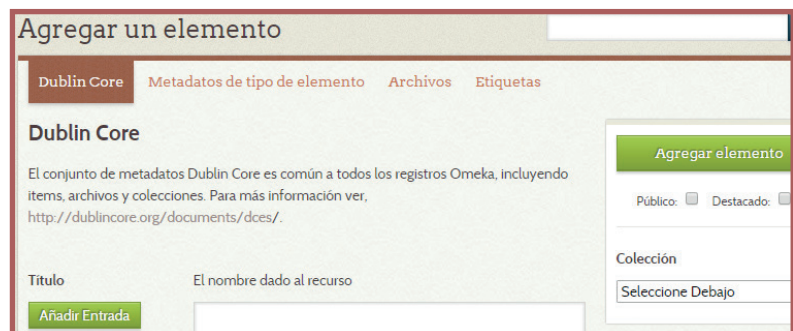 Agregar un elemento
Dublin Core Metadatos de tipo de elemento Archivos Etiquetas
Dublin Core
El conjunto de metadatos Dublin Core es común a todos los registros Omeka, incluyendo
items, archivos y colecciones. Para más información ver,
http://dublincore.org/documents/dces/.
Título El nombre dado al recurso
Añadir Entrada
Agregar elemento
Público: Destacado:
Colección
Seleccione Debajo